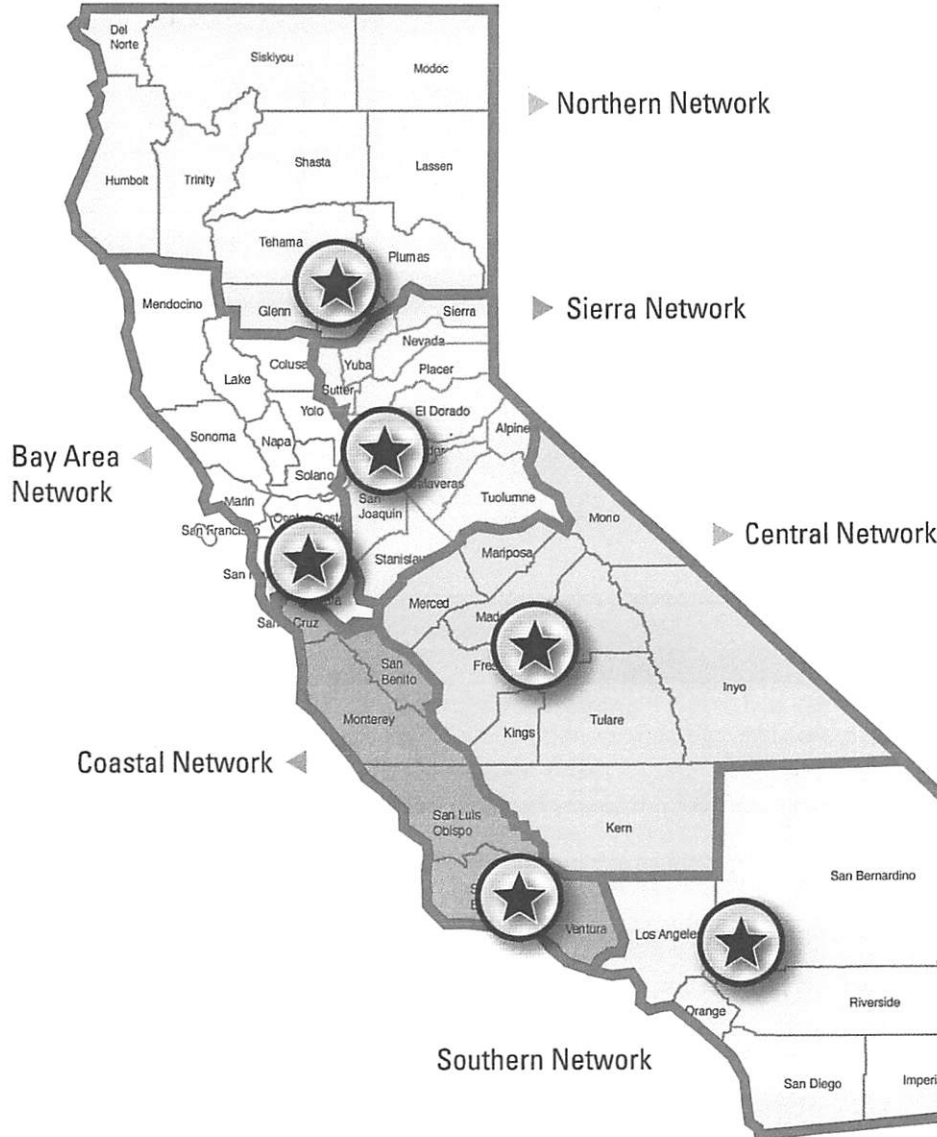 Del
Norte
Siskiyou
Modoc
Northern Network
Shasta
Lassen
Humbolt
Trinity
Tehama
Plumas
Mendocino
Glenn
Sierra
Sierra Network
Nevada
Yuba
Placer
Colusa
Lake
Sutter
Yolo
El Dorado
Sonoma
Napa
Alpine
Bay Area
Network
Solano
Marin
San
Joaquin
Tuolumne
Mono
Central Network
Mariposa
Merced
San
Benito
Inyo
Monterey
Kings
Tulare
Coastal Network
San Luis
Obispo
Kern
San Bernardino
Ventura
Los Angeles
Orange
Riverside
Southern Network
San Diego
Imperi